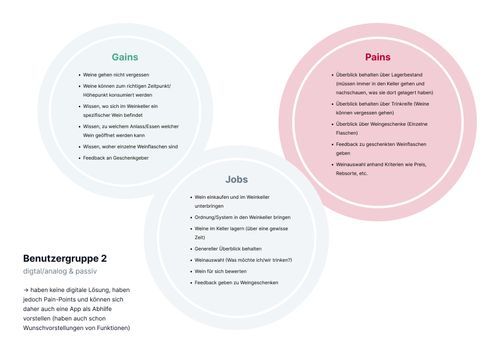 Gains
Weine gehen nicht vergessen
Weine können zum richtigen Zeitpunkt/
Höhepunkt konsumiert werden
Wissen, wo sich im Weinkeller ein
spezifischer Wein befindet
Wissen, zu welchem Anlass/Essen welcher
Wein geöffnet werden kann
Wissen, woher einzelne Weinflaschen sind
Feedback an Geschenkgeber
Pains
Überblick behalten über Lagerbestand
(müssen immer in den Keller gehen und
nachschauen, was sie dort gelagert haben)
Überblick behalten über Trinkreife (Weine
können vergessen gehen)
Überblick über Weingeschenke (Einzelne
Flaschen)
Feedback zu geschenkten Weinflaschen
geben
Weinauswahl anhand Kriterien wie Preis,
Rebsorte, etc.
Jobs
Wein einkaufen und im Weinkeller
unterbringen
Ordnung/System in den Weinkeller bringen
Weine im Keller lagern (über eine gewisse
Zeit)
Genereller Überblick behalten
Weinauswahl (Was möchte ich/wir trinken?)
Wein für sich bewerten
Feedback geben zu Weingeschenken
Benutzergruppe 2
digtal/analog & passiv
→ haben keine digitale Lösung, haben
jedoch Pain-Points und können sich
daher auch eine App als Abhilfe
vorstellen (haben auch schon
Wunschvorstellungen von Funktionen)